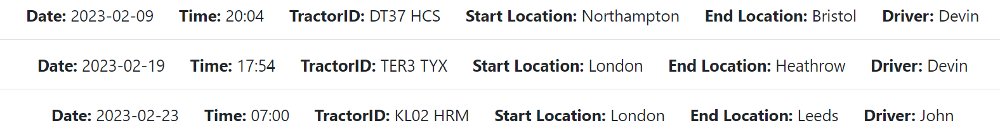 Date: 2023-02-09 Time: 20:04 TractorID: DT37 HCS Start Location: Northampton End Location: Bristol Driver: Devin
Date: 2023-02-19 Time: 17:54 TractorID: TER3 TYX Start Location: London End Location: Heathrow Driver: Devin
Date: 2023-02-23 Time: 07:00 TractorID: KL02 HRM Start Location: London End Location: Leeds Driver: John